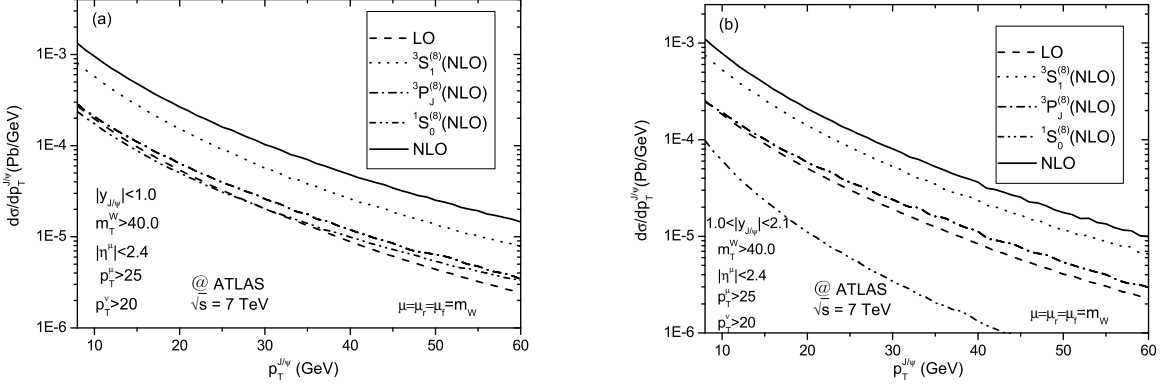 (a)
LO
³S₁⁽⁸⁾(NLO)
³P_J⁽⁸⁾(NLO)
¹S₀⁽⁸⁾(NLO)
NLO
1E-3
1E-4
1E-5
1E-6
dσ/dp_T^{J/ψ}(Pb/GeV)
|y_{J/ψ}|<1.0
m_T^W>40.0
|η^μ|<2.4
p_T^μ>25
p_T^ν>20
@ ATLAS
√s = 7 TeV
μ=μ_r=μ_f=m_W
10 20 30 40 50 60
p_T^{J/ψ} (GeV)
(b)
LO
³S₁⁽⁸⁾(NLO)
³P_J⁽⁸⁾(NLO)
¹S₀⁽⁸⁾(NLO)
NLO
1E-3
1E-4
1E-5
1E-6
dσ/dp_T^{J/ψ}(Pb/GeV)
1.0<|y_{J/ψ}|<2.1
m_T^W>40.0
|η^μ|<2.4
p_T^μ>25
p_T^ν>20
@ ATLAS
√s = 7 TeV
μ=μ_r=μ_f=m_W
10 20 30 40 50 60
p_T^{J/ψ} (GeV)